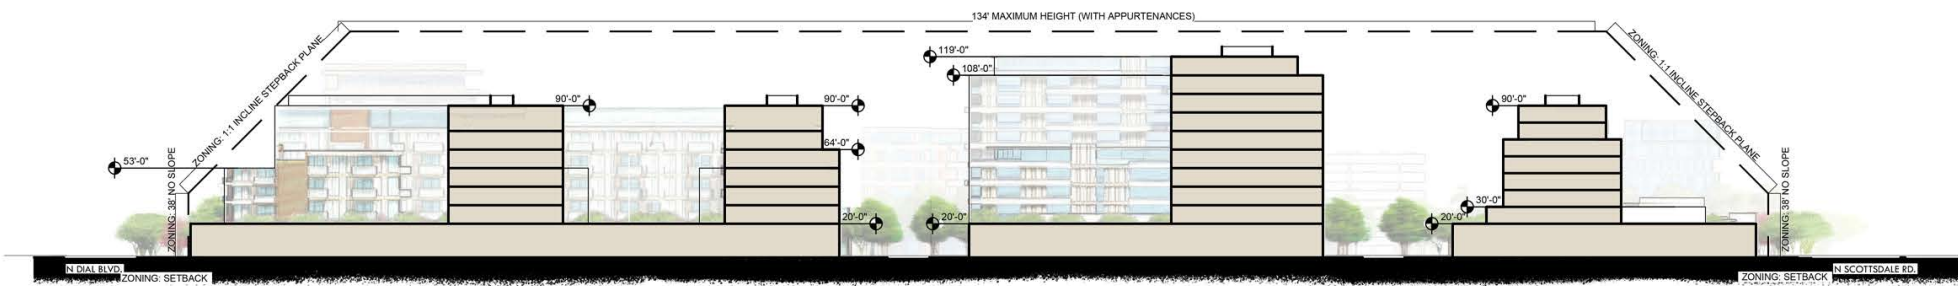 134' MAXIMUM HEIGHT (WITH APPURTENANCES)
ZONING: 1:1 INCLINE STEPBACK PLANE
ZONING: 1:1 INCLINE STEPBACK PLANE
119'-0"
108'-0"
90'-0"
90'-0"
90'-0"
64'-0"
53'-0"
30'-0"
20'-0"
20'-0"
20'-0"
ZONING: 38' NO SLOPE
ZONING: 38' NO SLOPE
N DIAL BLVD.
ZONING: SETBACK
ZONING: SETBACK
N SCOTTSDALE RD.